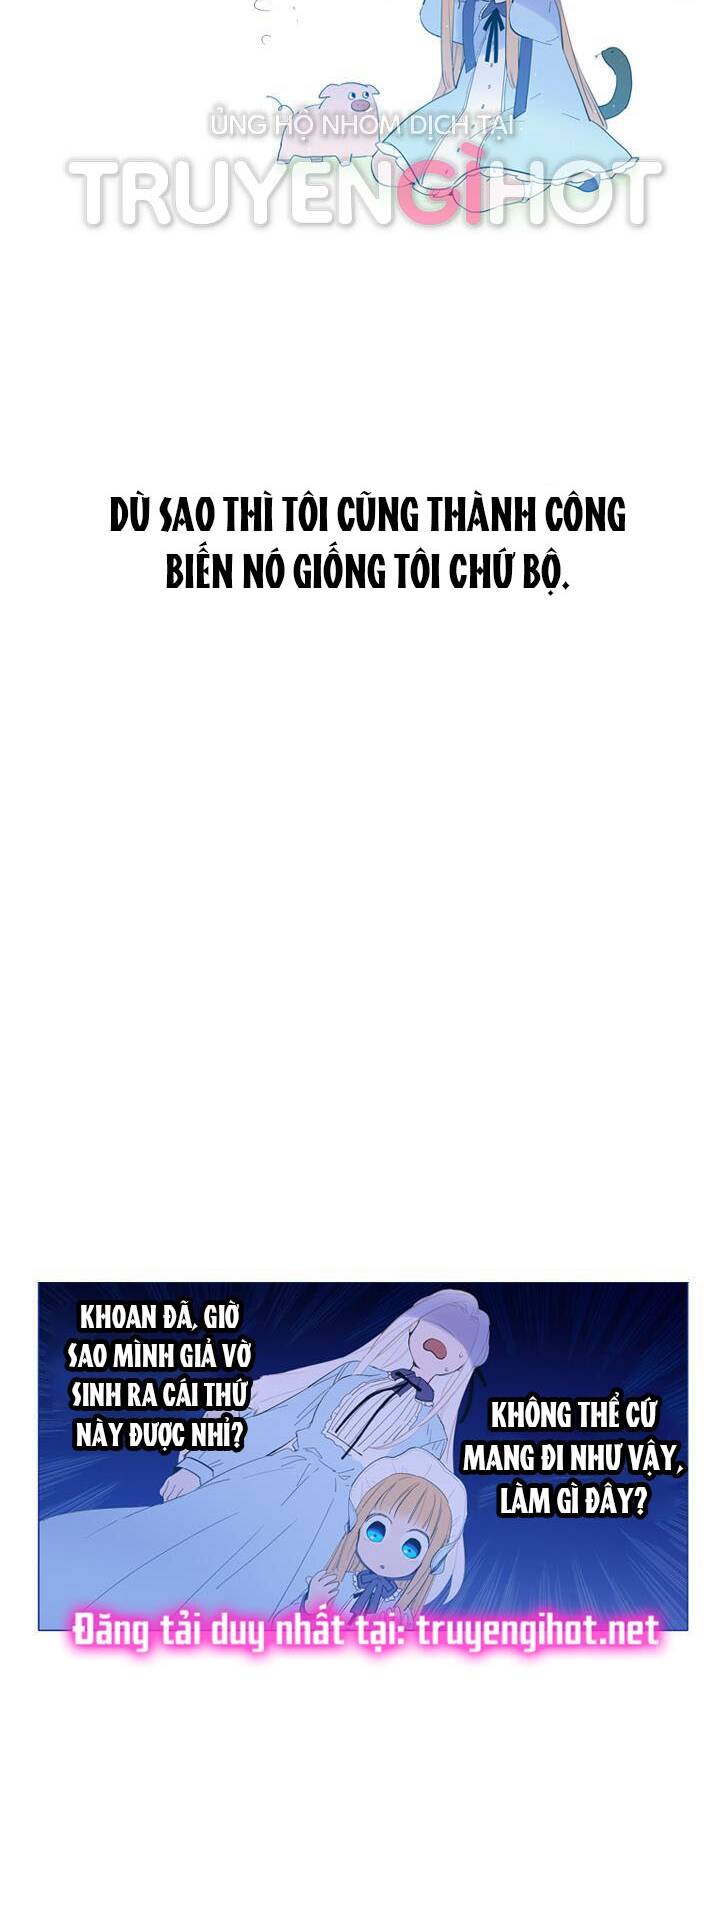 ỦNG HỘ NHÓM DỊCH TẠI
TRUYENGÌHOT
DÙ SAO THÌ TÔI CŨNG THÀNH CÔNG
BIẾN NÓ GIỐNG TÔI CHỨ BỘ.
KHOAN ĐÃ, GIỜ
SAO MÌNH GIẢ VỜ
SINH RA CÁI THỨ
NÀY ĐƯỢC NHỈ?
KHÔNG THỂ CỨ
MANG ĐI NHƯ VẬY,
LÀM GÌ ĐÂY?
Đăng tải duy nhất tại: truyengihot.net